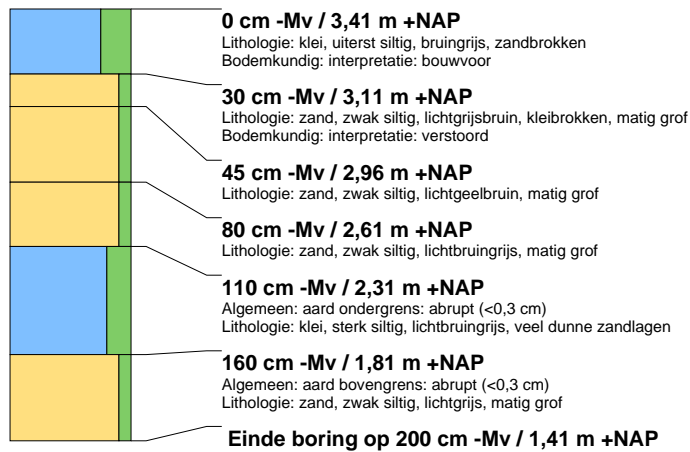 0 cm -Mv / 3,41 m +NAP
Lithologie: klei, uiterst siltig, bruingrijs, zandbrokken
Bodemkundig: interpretatie: bouwvoor
30 cm -Mv / 3,11 m +NAP
Lithologie: zand, zwak siltig, lichtgrijsbruin, kleibrokken, matig grof
Bodemkundig: interpretatie: verstoord
45 cm -Mv / 2,96 m +NAP
Lithologie: zand, zwak siltig, lichtgeelbruin, matig grof
80 cm -Mv / 2,61 m +NAP
Lithologie: zand, zwak siltig, lichtbruingrijs, matig grof
110 cm -Mv / 2,31 m +NAP
Algemeen: aard ondergrens: abrupt (<0,3 cm)
Lithologie: klei, sterk siltig, lichtbruingrijs, veel dunne zandlagen
160 cm -Mv / 1,81 m +NAP
Algemeen: aard bovengrens: abrupt (<0,3 cm)
Lithologie: zand, zwak siltig, lichtgrijs, matig grof
Einde boring op 200 cm -Mv / 1,41 m +NAP